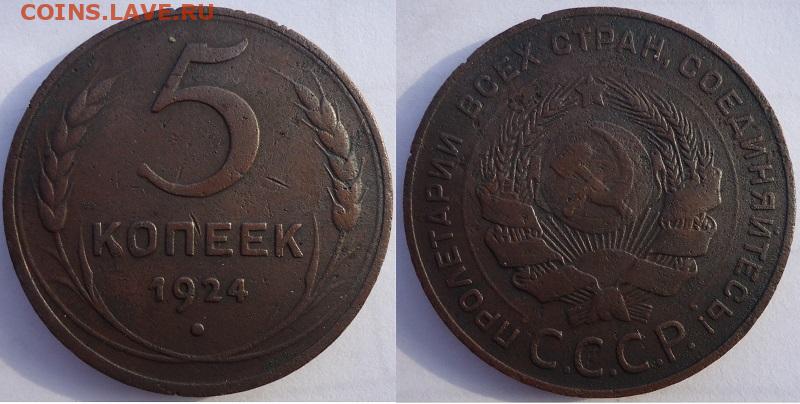 COINS.LAVE.RU
5
КОПЕЕК
1924
ПРОЛЕТАРИИ ВСЕХ СТРАН, СОЕДИНЯЙТЕСЬ!
С.С.С.Р.